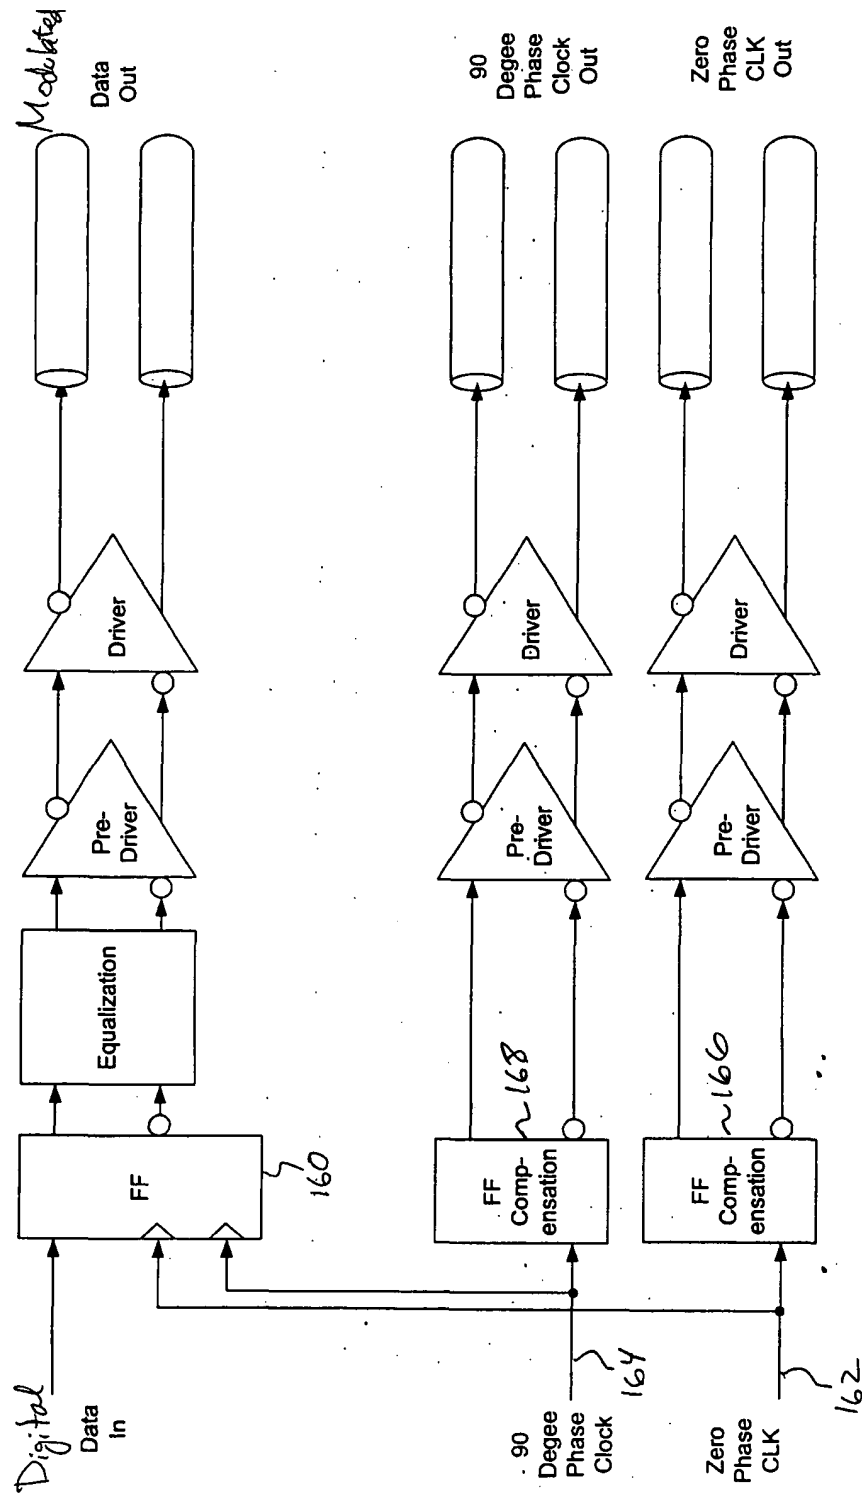 Digital
Data
In
FF
160
Equalization
Pre-
Driver
Driver
Modulated
Data
Out
90
Degee
Phase
Clock
164
FF
Comp-
ensation
~168
Pre-
Driver
Driver
90
Degee
Phase
Clock
Out
Zero
Phase
CLK
162
FF
Comp-
ensation
~166
Pre-
Driver
Driver
Zero
Phase
CLK
Out